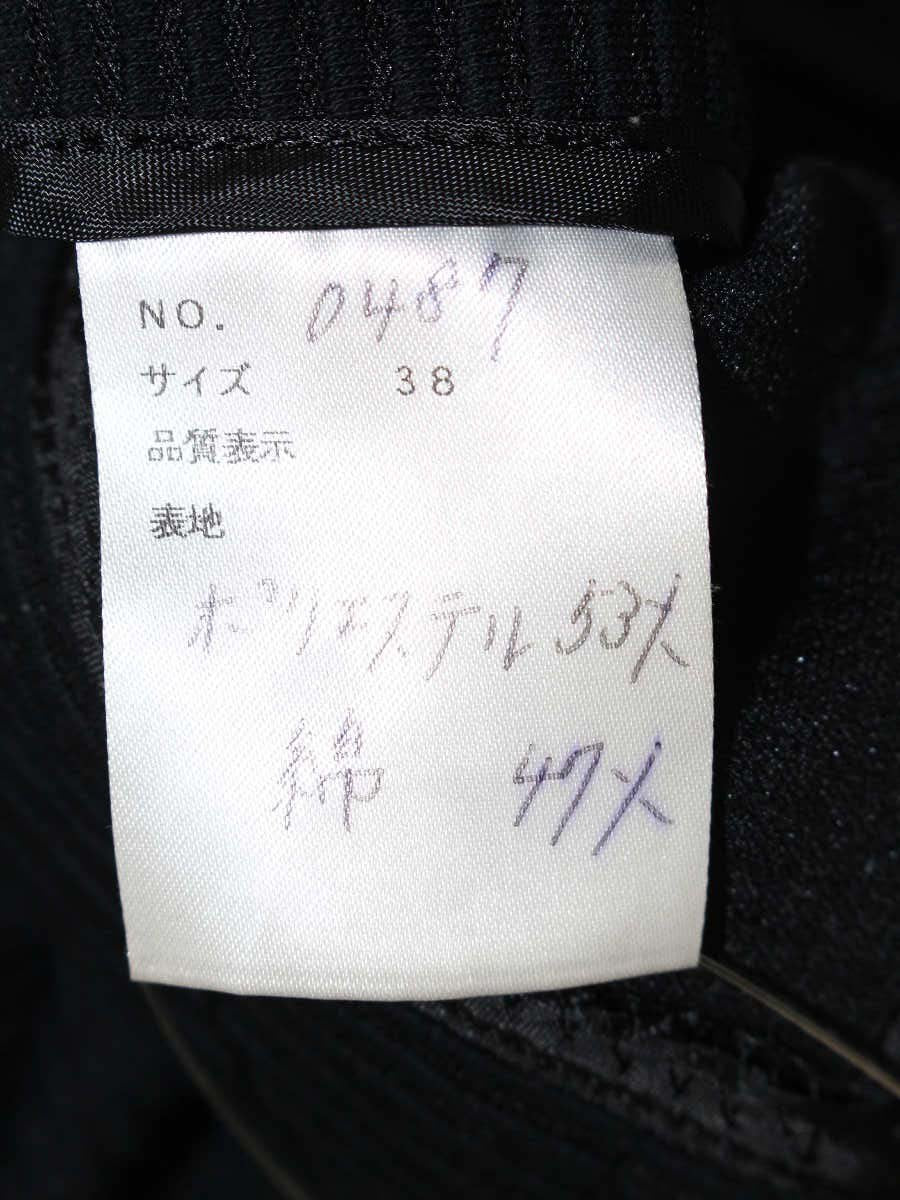 NO. 0487
サイズ 38
品質表示
表地
ポリエステル 53%
綿 47%